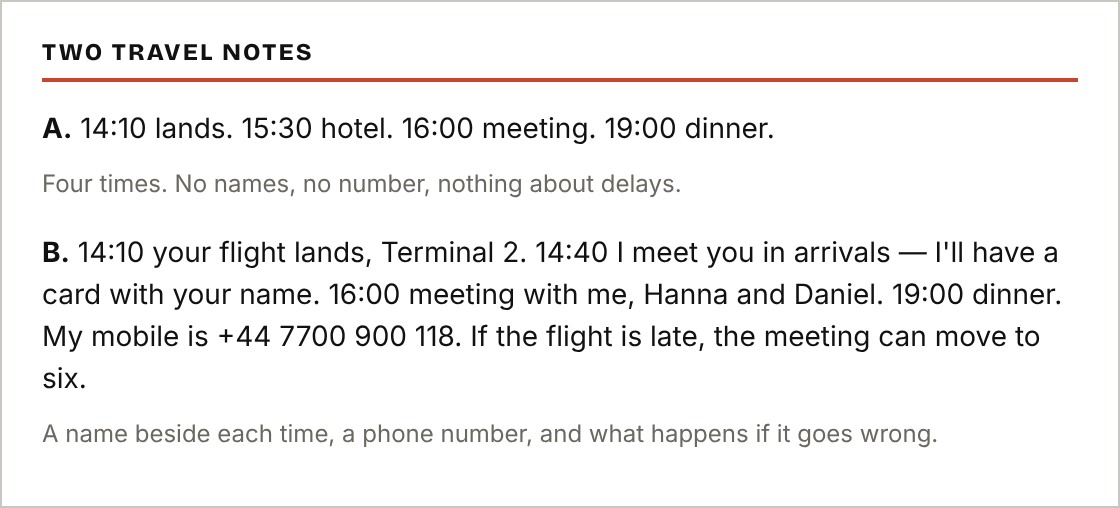 TWO TRAVEL NOTES
A. 14:10 lands. 15:30 hotel. 16:00 meeting. 19:00 dinner.
Four times. No names, no number, nothing about delays.
B. 14:10 your flight lands, Terminal 2. 14:40 I meet you in arrivals — I'll have a
card with your name. 16:00 meeting with me, Hanna and Daniel. 19:00 dinner.
My mobile is +44 7700 900 118. If the flight is late, the meeting can move to
six.
A name beside each time, a phone number, and what happens if it goes wrong.